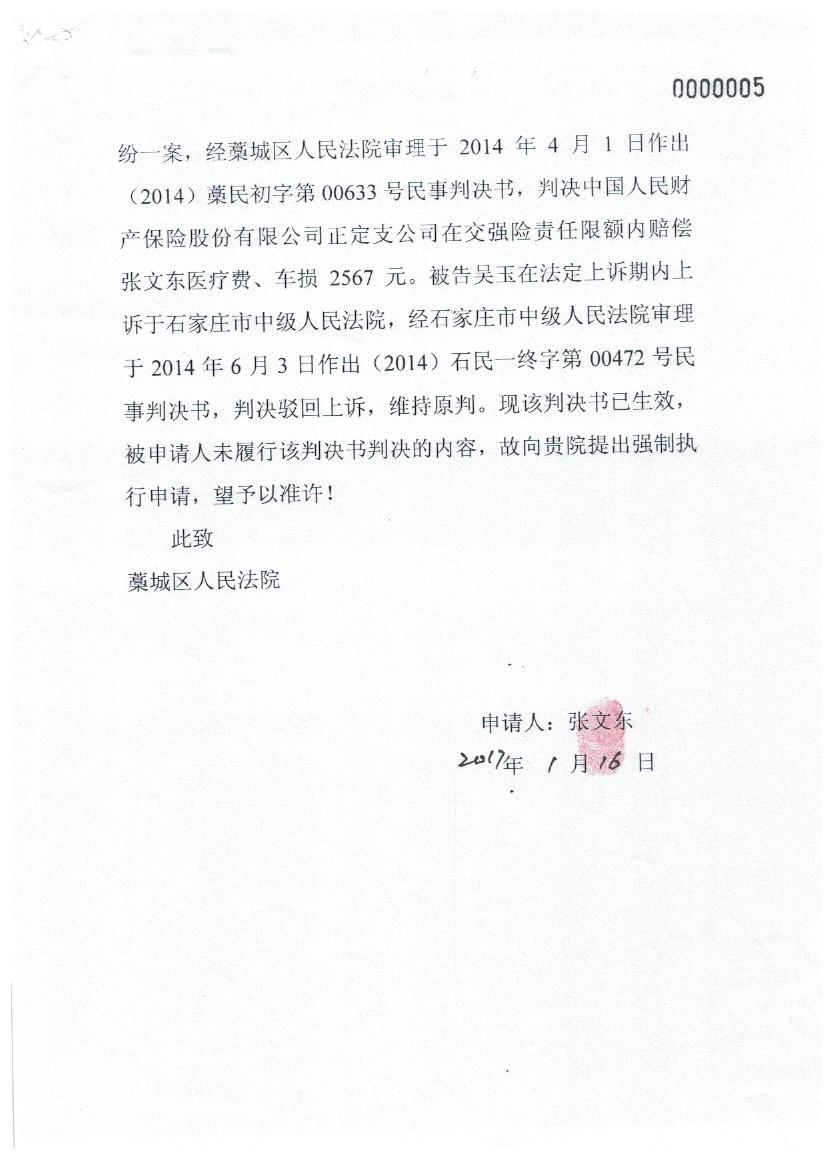 0000005
纷一案，经藁城区人民法院审理于 2014 年 4 月 1 日作出
（2014）藁民初字第 00633 号民事判决书，判决中国人民财
产保险股份有限公司正定支公司在交强险责任限额内赔偿
张文东医疗费、车损 2567 元。被告吴玉在法定上诉期内上
诉于石家庄市中级人民法院，经石家庄市中级人民法院审理
于 2014 年 6 月 3 日作出（2014）石民一终字第 00472 号民
事判决书，判决驳回上诉，维持原判。现该判决书已生效，
被申请人未履行该判决书判决的内容，故向贵院提出强制执
行申请，望予以准许！
此致
藁城区人民法院
申请人：张文东
2017年 1 月 16 日